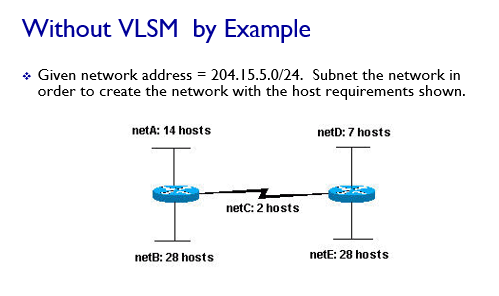 Without VLSM by Example
❖ Given network address = 204.15.5.0/24. Subnet the network in
order to create the network with the host requirements shown.
netA: 14 hosts
netD: 7 hosts
netC: 2 hosts
netB: 28 hosts
netE: 28 hosts